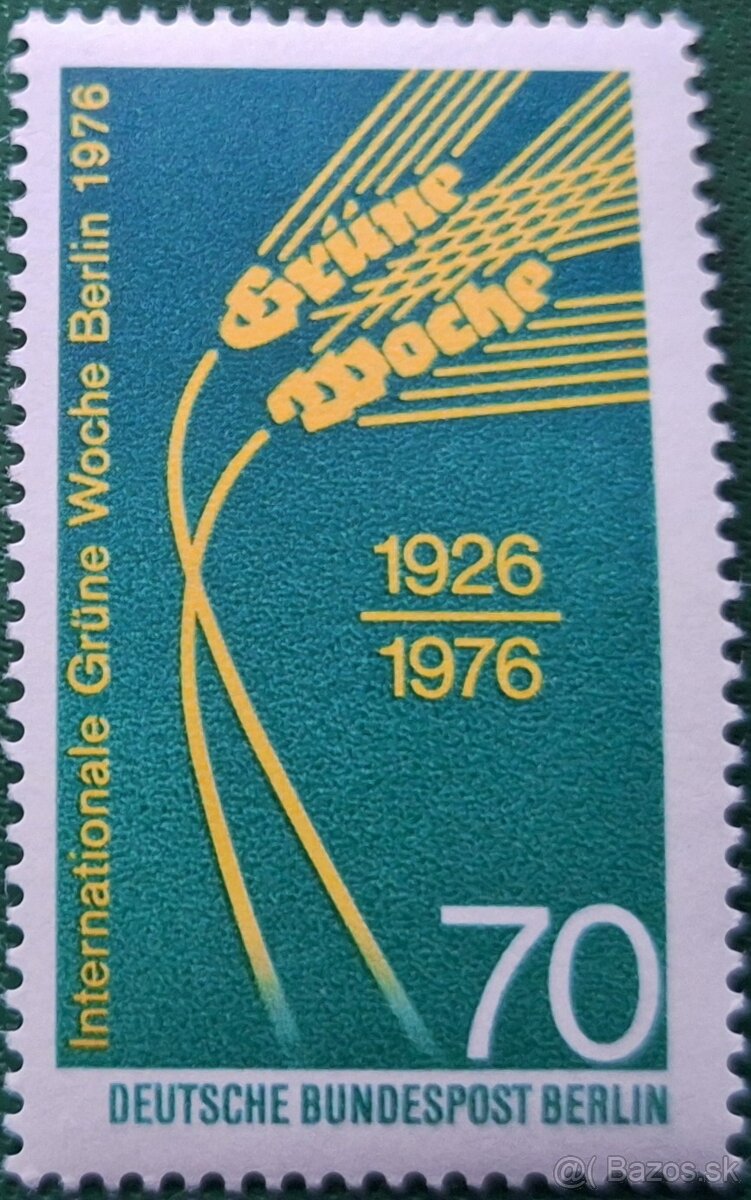 Internationale Grüne Woche Berlin 1976
Grüne
Woche
1926
1976
70
DEUTSCHE BUNDESPOST BERLIN
@( Bazos.sk